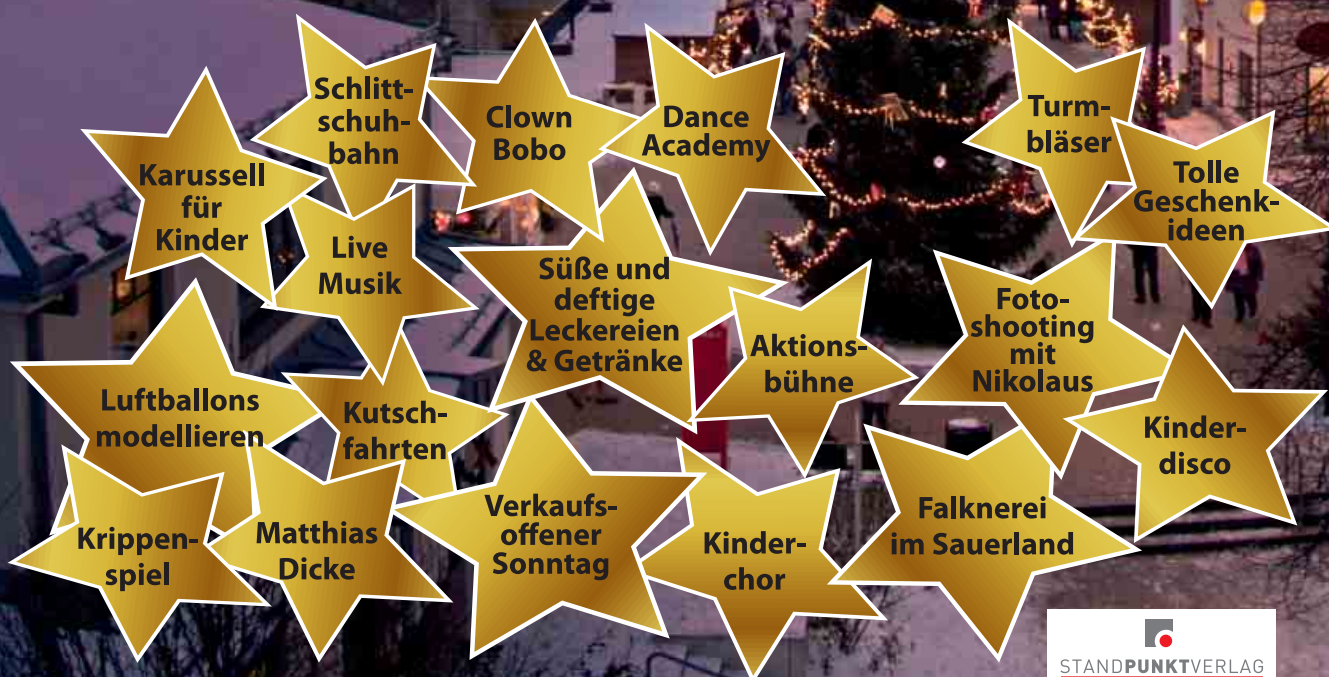 Schlitt-
schuh-
bahn
Clown
Bobo
Dance
Academy
Turm-
bläser
Karussell
für
Kinder
Tolle
Geschenk-
ideen
Live
Musik
Süße und
deftige
Leckereien
& Getränke
Foto-
shooting
mit
Nikolaus
Aktions-
bühne
Luftballons
modellieren
Kutsch-
fahrten
Kinder-
disco
Krippen-
spiel
Matthias
Dicke
Verkaufs-
offener
Sonntag
Kinder-
chor
Falknerei
im Sauerland
STANDPUNKTVERLAG